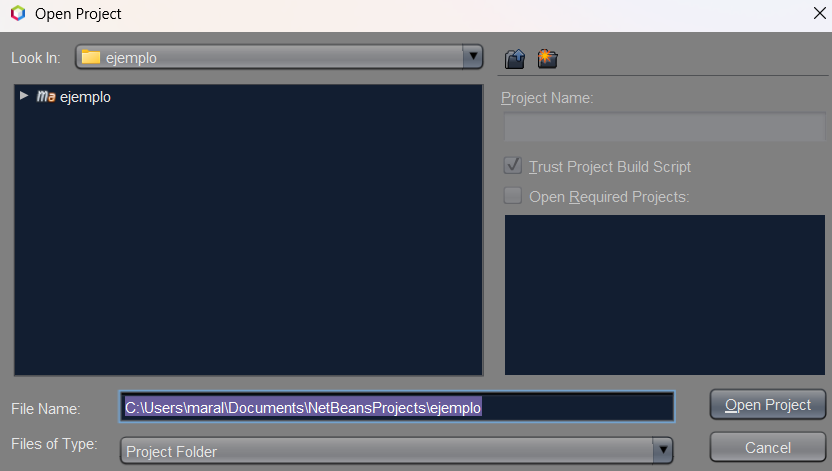 Open Project
Look In:
ejemplo
ma ejemplo
Project Name:
Trust Project Build Script
Open Required Projects:
File Name:
C:\Users\maral\Documents\NetBeansProjects\ejemplo
Open Project
Files of Type:
Project Folder
Cancel